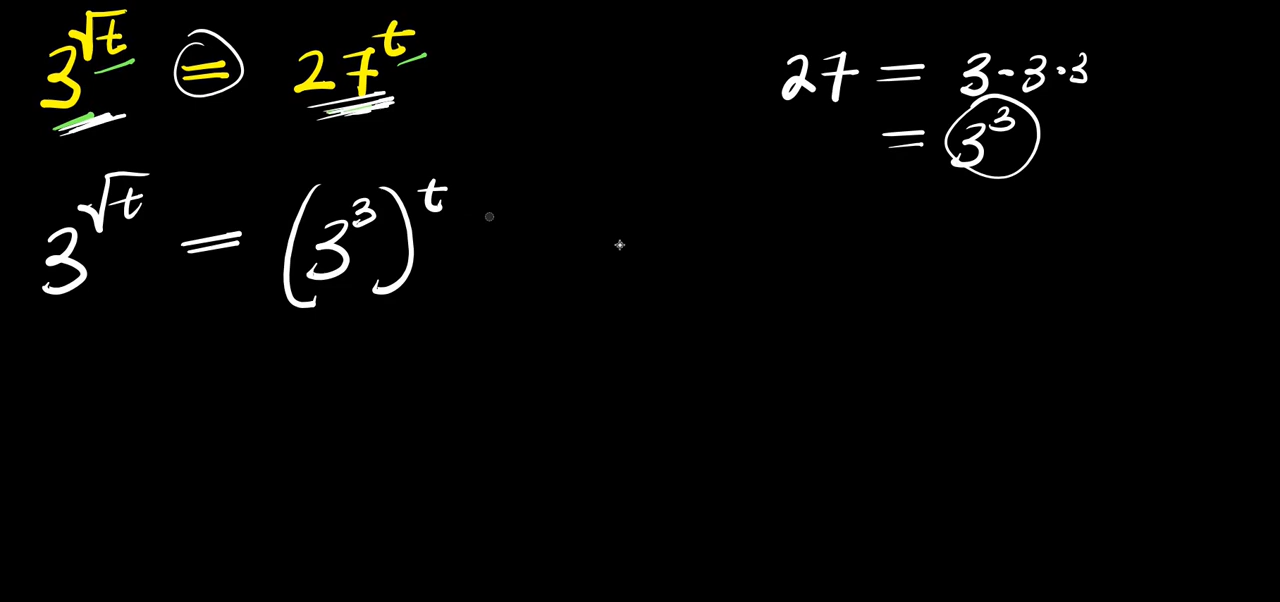 3^√t = 27^t
27 = 3 · 3 · 3
= 3^3
3^√t = (3^3)^t